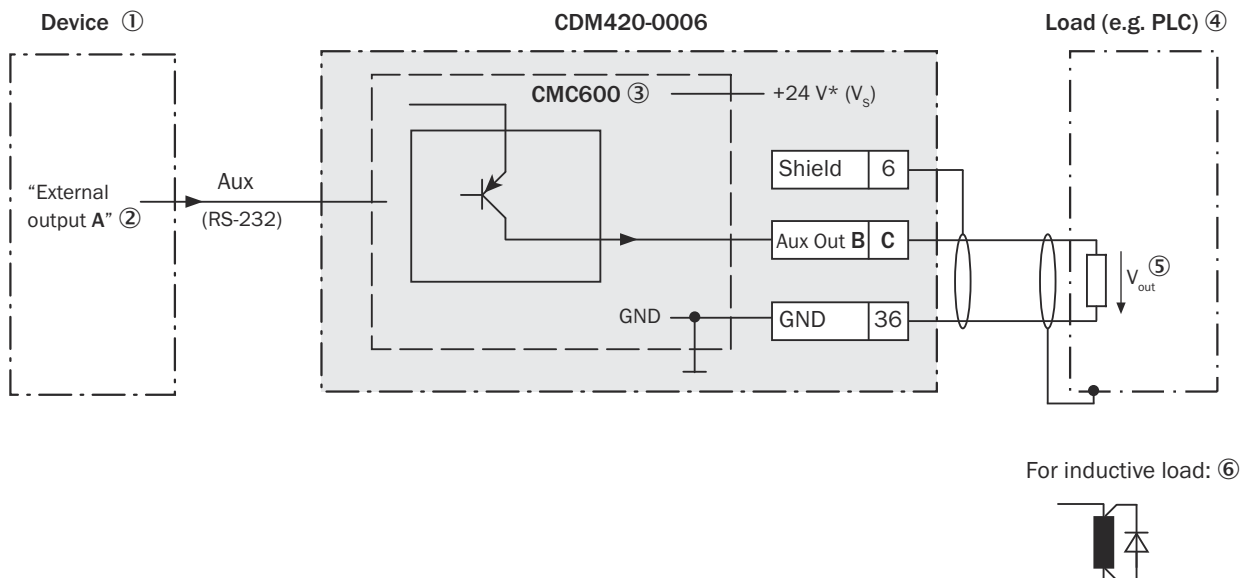 Device ①
CDM420-0006
Load (e.g. PLC) ④
CMC600 ③
+24 V* (Vs)
Shield 6
"External
output A" ②
Aux
(RS-232)
Aux Out B C
Vout ⑤
GND
GND 36
For inductive load: ⑥